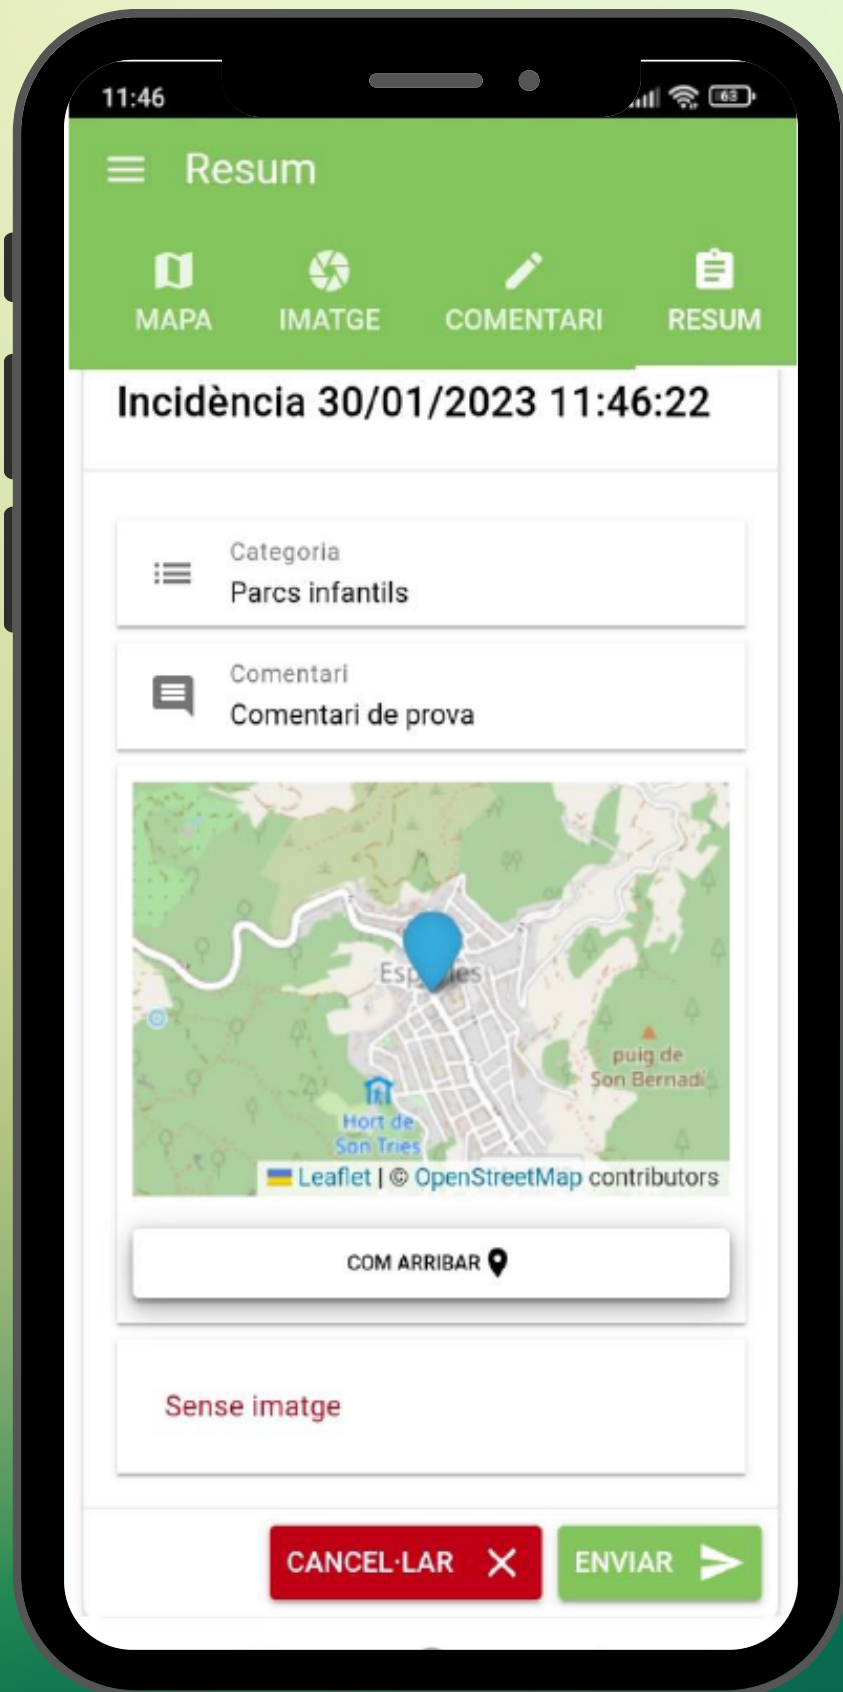 11:46
63
Resum
MAPA IMATGE COMENTARI RESUM
Incidència 30/01/2023 11:46:22
Categoria
Parcs infantils
Comentari
Comentari de prova
puig de
Son Bernadí
Hort de
Son Tries
Leaflet | © OpenStreetMap contributors
COM ARRIBAR
Sense imatge
CANCEL·LAR ENVIAR